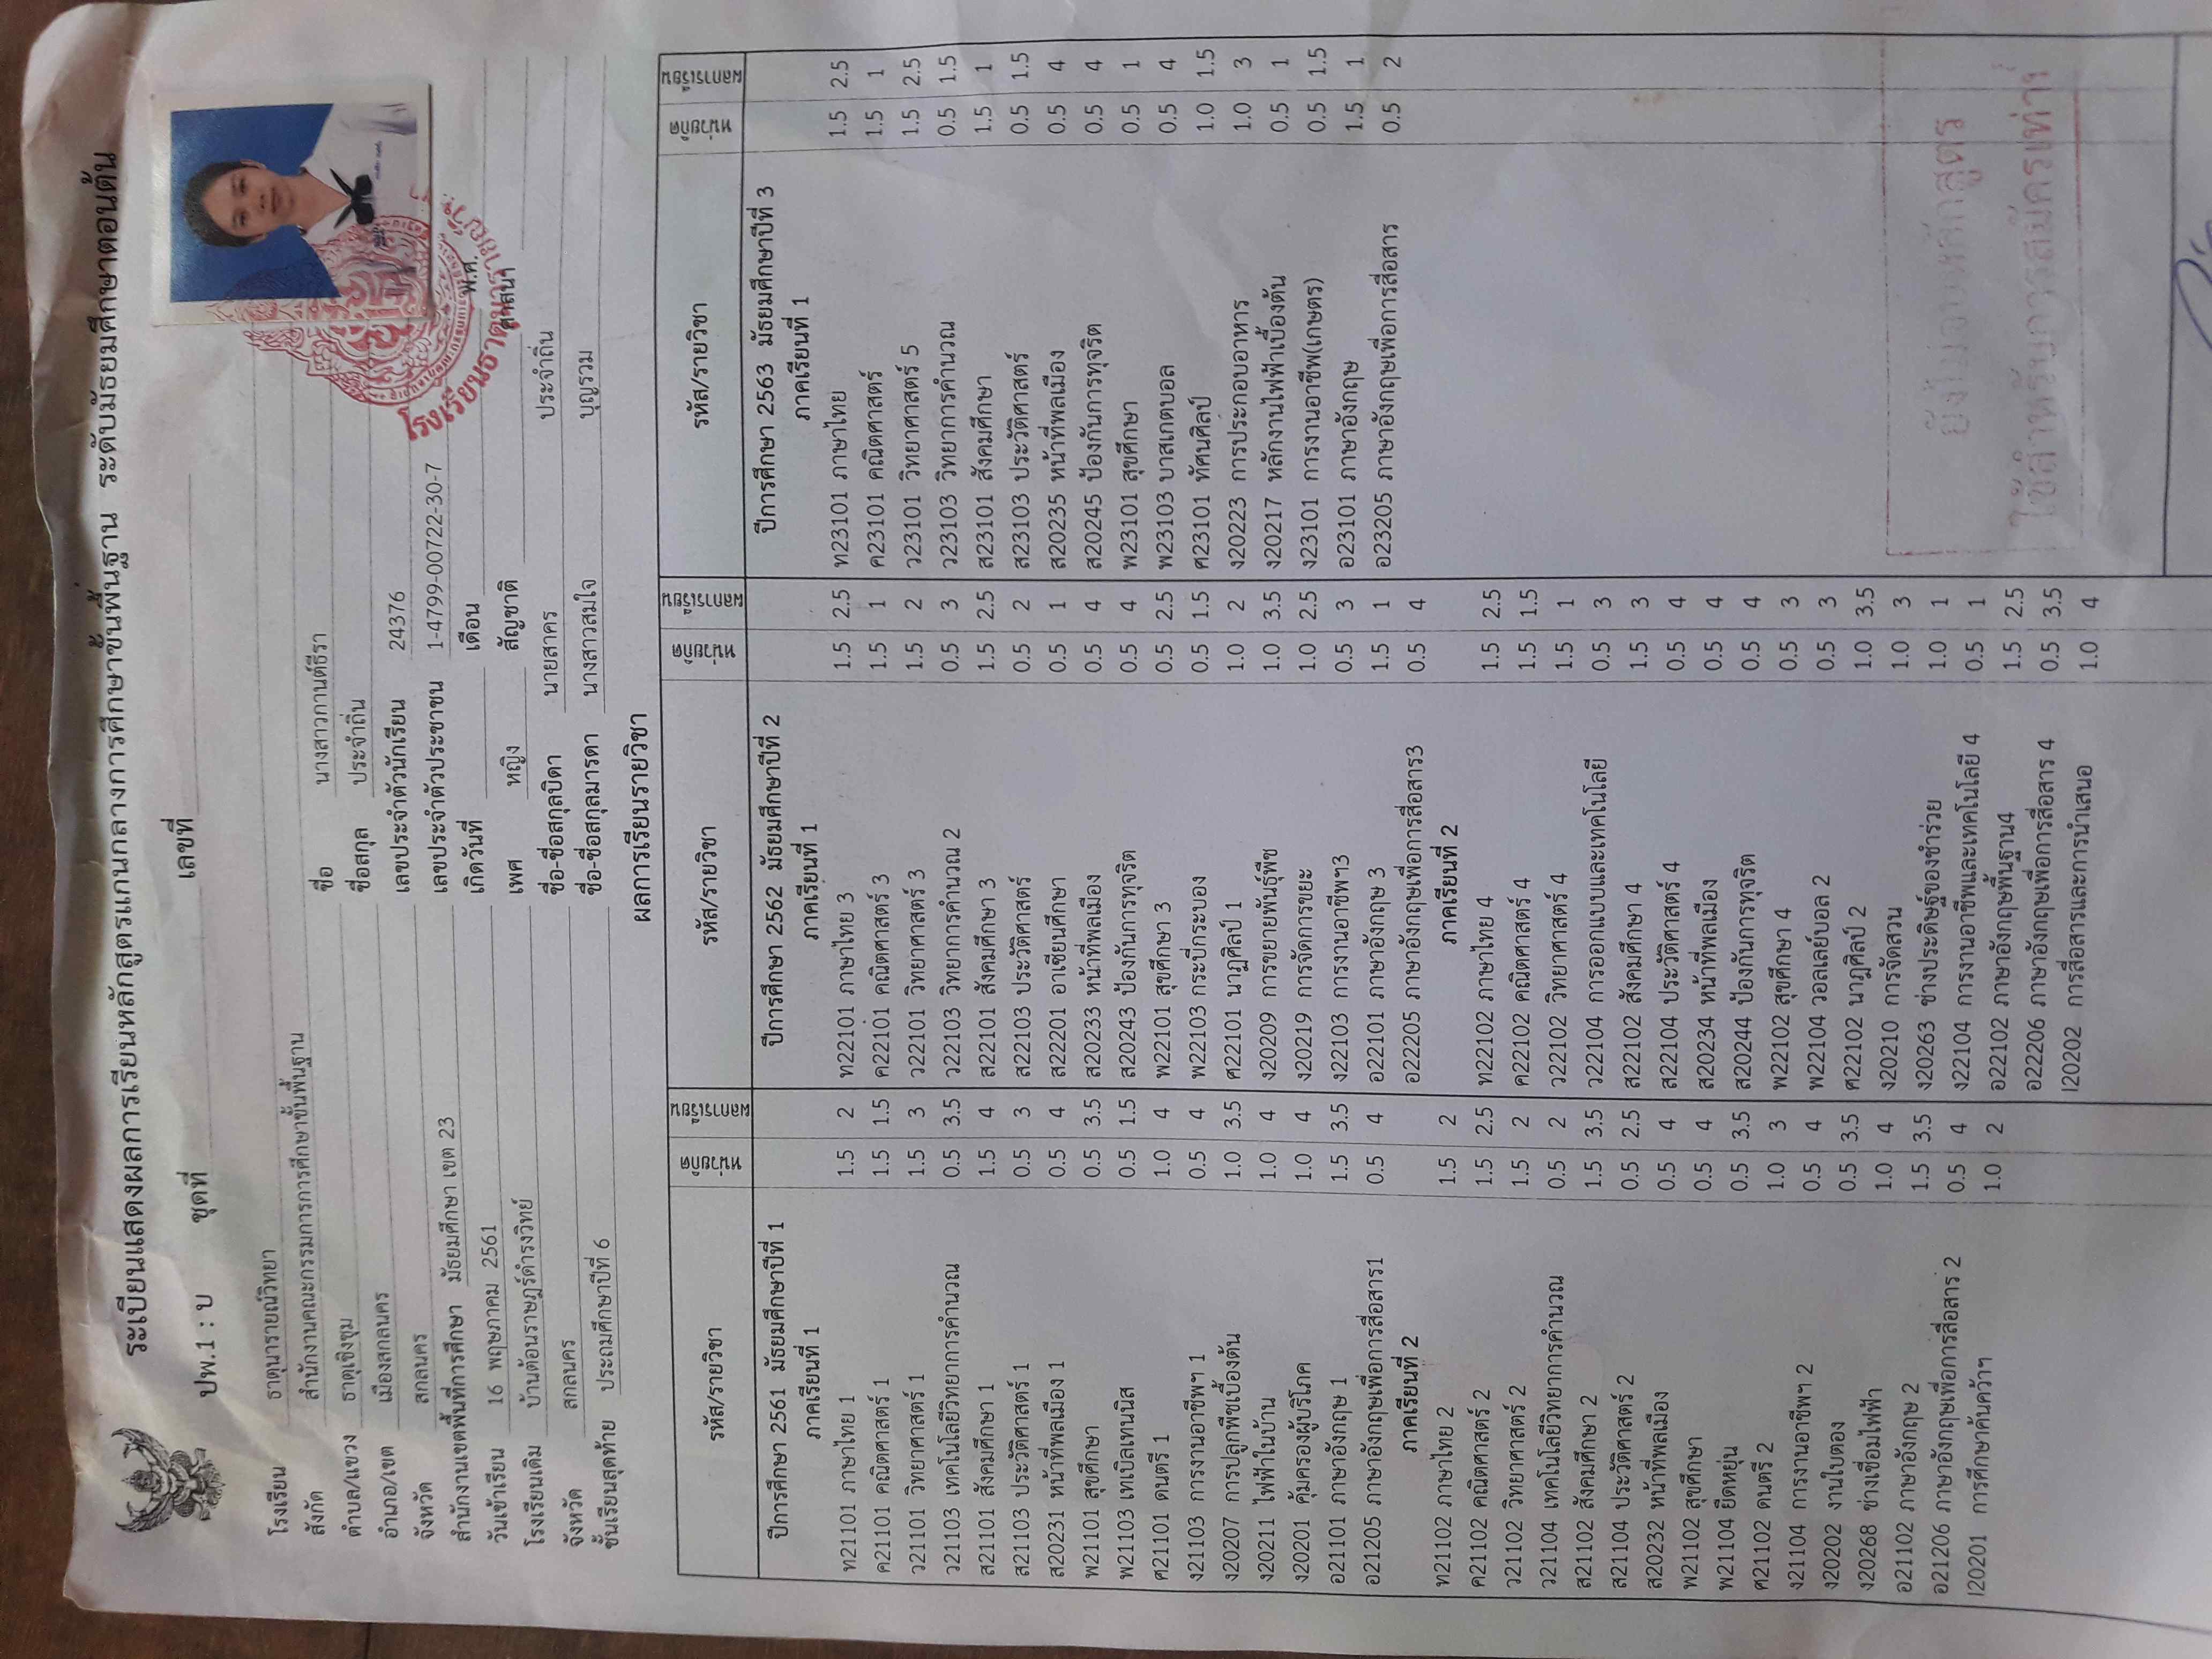 ระเบียนแสดงผลการเรียนหลักสูตรแกนกลางการศึกษาขั้นพื้นฐาน ระดับมัธยมศึกษาตอนต้น
ปพ.1 : บ ชุดที่ เลขที่
โรงเรียน ธาตุนารายณ์วิทยา
สังกัด สำนักงานคณะกรรมการการศึกษาขั้นพื้นฐาน
ตำบล/แขวง ธาตุเชิงชุม
อำเภอ/เขต เมืองสกลนคร
จังหวัด สกลนคร
สำนักงานเขตพื้นที่การศึกษา มัธยมศึกษา เขต 23
วันเข้าเรียน 16 พฤษภาคม 2561
โรงเรียนเดิม บ้านต้อนราษฎร์ดำรงวิทย์
จังหวัด สกลนคร
ชั้นเรียนสุดท้าย ประถมศึกษาปีที่ 6
ชื่อ นางสาวกานต์ธีรา
ชื่อสกุล ประจำถิ่น
เลขประจำตัวนักเรียน 24376
เลขประจำตัวประชาชน 1-4799-00722-30-7
เกิดวันที่ เดือน พ.ศ.
เพศ หญิง สัญชาติ ศาสนา
ชื่อ-ชื่อสกุลบิดา นายสาคร ประจำถิ่น
ชื่อ-ชื่อสกุลมารดา นางสาวสมใจ บุญรวม
ผลการเรียนรายวิชา
รหัส/รายวิชา หน่วยกิต ผลการเรียน
ปีการศึกษา 2561 มัธยมศึกษาปีที่ 1
ภาคเรียนที่ 1
ท21101 ภาษาไทย 1 1.5 2
ค21101 คณิตศาสตร์ 1 1.5 1.5
ว21101 วิทยาศาสตร์ 1 1.5 3
ว21103 เทคโนโลยีวิทยาการคำนวณ 0.5 3.5
ส21101 สังคมศึกษา 1 1.5 4
ส21103 ประวัติศาสตร์ 1 0.5 3
ส20231 หน้าที่พลเมือง 1 0.5 4
พ21101 สุขศึกษา 0.5 3.5
พ21103 เทเบิลเทนนิส 0.5 1.5
ศ21101 ดนตรี 1 1.0 4
ง21103 การงานอาชีพฯ 1 0.5 4
ง20207 การปลูกพืชเบื้องต้น 1.0 3.5
ง20211 ไฟฟ้าในบ้าน 1.0 4
ง20201 คุ้มครองผู้บริโภค 1.0 4
อ21101 ภาษาอังกฤษ 1 1.5 3.5
อ21205 ภาษาอังกฤษเพื่อการสื่อสาร1 0.5 4
ภาคเรียนที่ 2
ท21102 ภาษาไทย 2 1.5 2
ค21102 คณิตศาสตร์ 2 1.5 2.5
ว21102 วิทยาศาสตร์ 2 1.5 2
ว21104 เทคโนโลยีวิทยาการคำนวณ 0.5 2
ส21102 สังคมศึกษา 2 1.5 3.5
ส21104 ประวัติศาสตร์ 2 0.5 2.5
ส20232 หน้าที่พลเมือง 0.5 4
พ21102 สุขศึกษา 0.5 4
พ21104 ยืดหยุ่น 0.5 3.5
ศ21102 ดนตรี 2 1.0 3
ง21104 การงานอาชีพฯ 2 0.5 4
ง20202 งานใบตอง 0.5 3.5
ง20268 ช่างเชื่อมไฟฟ้า 1.0 4
อ21102 ภาษาอังกฤษ 2 1.5 3.5
อ21206 ภาษาอังกฤษเพื่อการสื่อสาร 2 0.5 4
I20201 การศึกษาค้นคว้าฯ 1.0 2
รหัส/รายวิชา หน่วยกิต ผลการเรียน
ปีการศึกษา 2562 มัธยมศึกษาปีที่ 2
ภาคเรียนที่ 1
ท22101 ภาษาไทย 3 1.5 2.5
ค22101 คณิตศาสตร์ 3 1.5 1
ว22101 วิทยาศาสตร์ 3 1.5 2
ว22103 วิทยาการคำนวณ 2 0.5 3
ส22101 สังคมศึกษา 3 1.5 2.5
ส22103 ประวัติศาสตร์ 0.5 2
ส22201 อาเซียนศึกษา 0.5 1
ส20233 หน้าที่พลเมือง 0.5 4
ส20243 ป้องกันการทุจริต 0.5 4
พ22101 สุขศึกษา 3 0.5 2.5
พ22103 กระบี่กระบอง 0.5 1.5
ศ22101 นาฏศิลป์ 1 1.0 2
ง20209 การขยายพันธุ์พืช 1.0 3.5
ง20219 การจัดการขยะ 1.0 2.5
ง22103 การงานอาชีพฯ3 0.5 3
อ22101 ภาษาอังกฤษ 3 1.5 1
อ22205 ภาษาอังกฤษเพื่อการสื่อสาร3 0.5 4
ภาคเรียนที่ 2
ท22102 ภาษาไทย 4 1.5 2.5
ค22102 คณิตศาสตร์ 4 1.5 1.5
ว22102 วิทยาศาสตร์ 4 1.5 1
ว22104 การออกแบบและเทคโนโลยี 0.5 3
ส22102 สังคมศึกษา 4 1.5 3
ส22104 ประวัติศาสตร์ 4 0.5 4
ส20234 หน้าที่พลเมือง 0.5 4
ส20244 ป้องกันการทุจริต 0.5 4
พ22102 สุขศึกษา 4 0.5 3
พ22104 วอลเลย์บอล 2 0.5 3
ศ22102 นาฏศิลป์ 2 1.0 3.5
ง20210 การจัดสวน 1.0 3
ง20263 ช่างประดิษฐ์ของชำร่วย 1.0 1
ง22104 การงานอาชีพและเทคโนโลยี 4 0.5 1
อ22102 ภาษาอังกฤษพื้นฐาน4 1.5 2.5
อ22206 ภาษาอังกฤษเพื่อการสื่อสาร 4 0.5 3.5
I20202 การสื่อสารและการนำเสนอ 1.0 4
รหัส/รายวิชา หน่วยกิต ผลการเรียน
ปีการศึกษา 2563 มัธยมศึกษาปีที่ 3
ภาคเรียนที่ 1
ท23101 ภาษาไทย 1.5 2.5
ค23101 คณิตศาสตร์ 1.5 1
ว23101 วิทยาศาสตร์ 5 1.5 2.5
ว23103 วิทยาการคำนวณ 0.5 1.5
ส23101 สังคมศึกษา 1.5 1
ส23103 ประวัติศาสตร์ 0.5 1.5
ส20235 หน้าที่พลเมือง 0.5 4
ส20245 ป้องกันการทุจริต 0.5 4
พ23101 สุขศึกษา 0.5 1
พ23103 บาสเกตบอล 0.5 4
ศ23101 ทัศนศิลป์ 1.0 1.5
ง20223 การประกอบอาหาร 1.0 3
ง20217 หลักงานไฟฟ้าเบื้องต้น 0.5 1
ง23101 การงานอาชีพ(เกษตร) 0.5 1.5
อ23101 ภาษาอังกฤษ 1.5 1
อ23205 ภาษาอังกฤษเพื่อการสื่อสาร 0.5 2
ยังไม่จบหลักสูตร
ใช้สำหรับการสมัครเท่านั้น